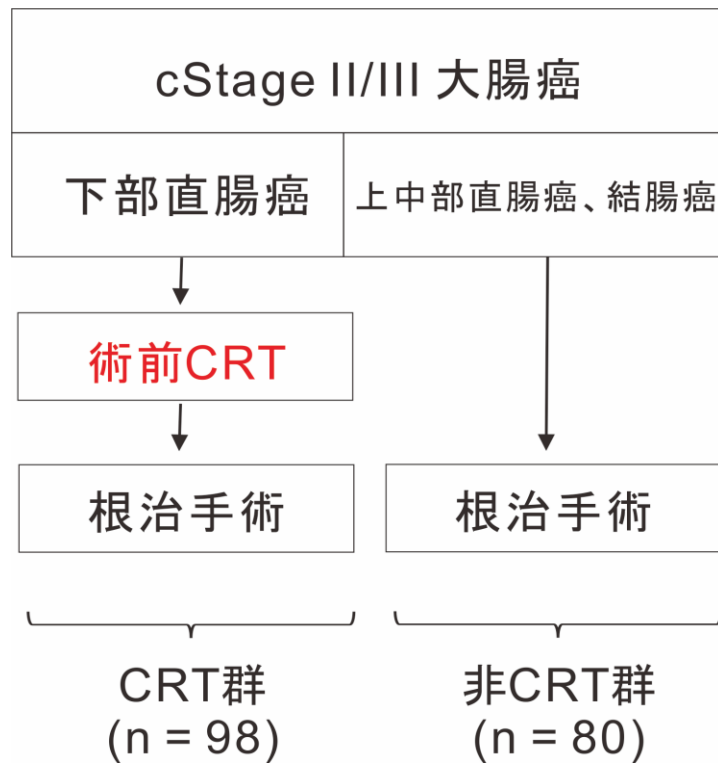 cStage II/III 大腸癌
下部直腸癌
上中部直腸癌、結腸癌
術前CRT
根治手術
根治手術
CRT群
(n = 98)
非CRT群
(n = 80)